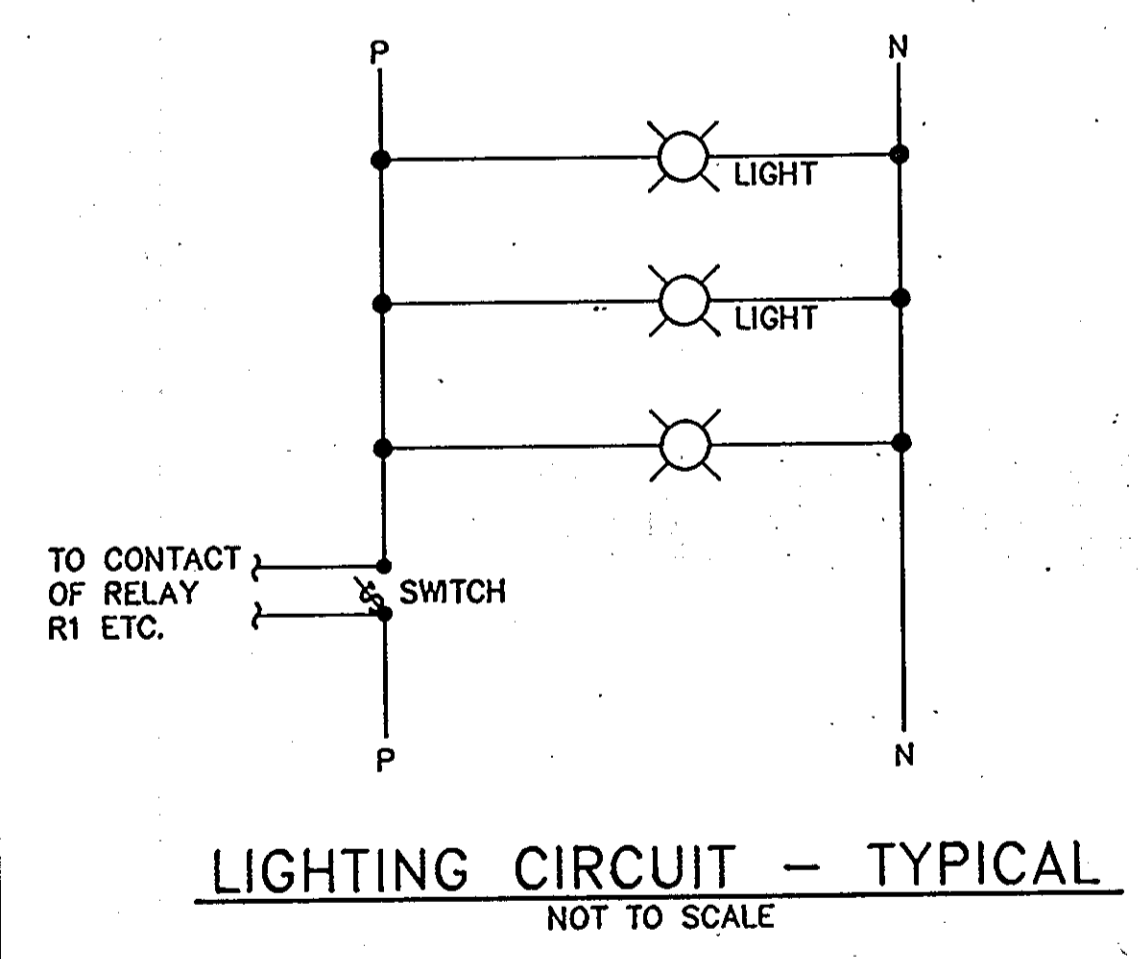 P
N
LIGHT
LIGHT
TO CONTACT
OF RELAY
R1 ETC.
$ SWITCH
P
N
LIGHTING CIRCUIT – TYPICAL
NOT TO SCALE